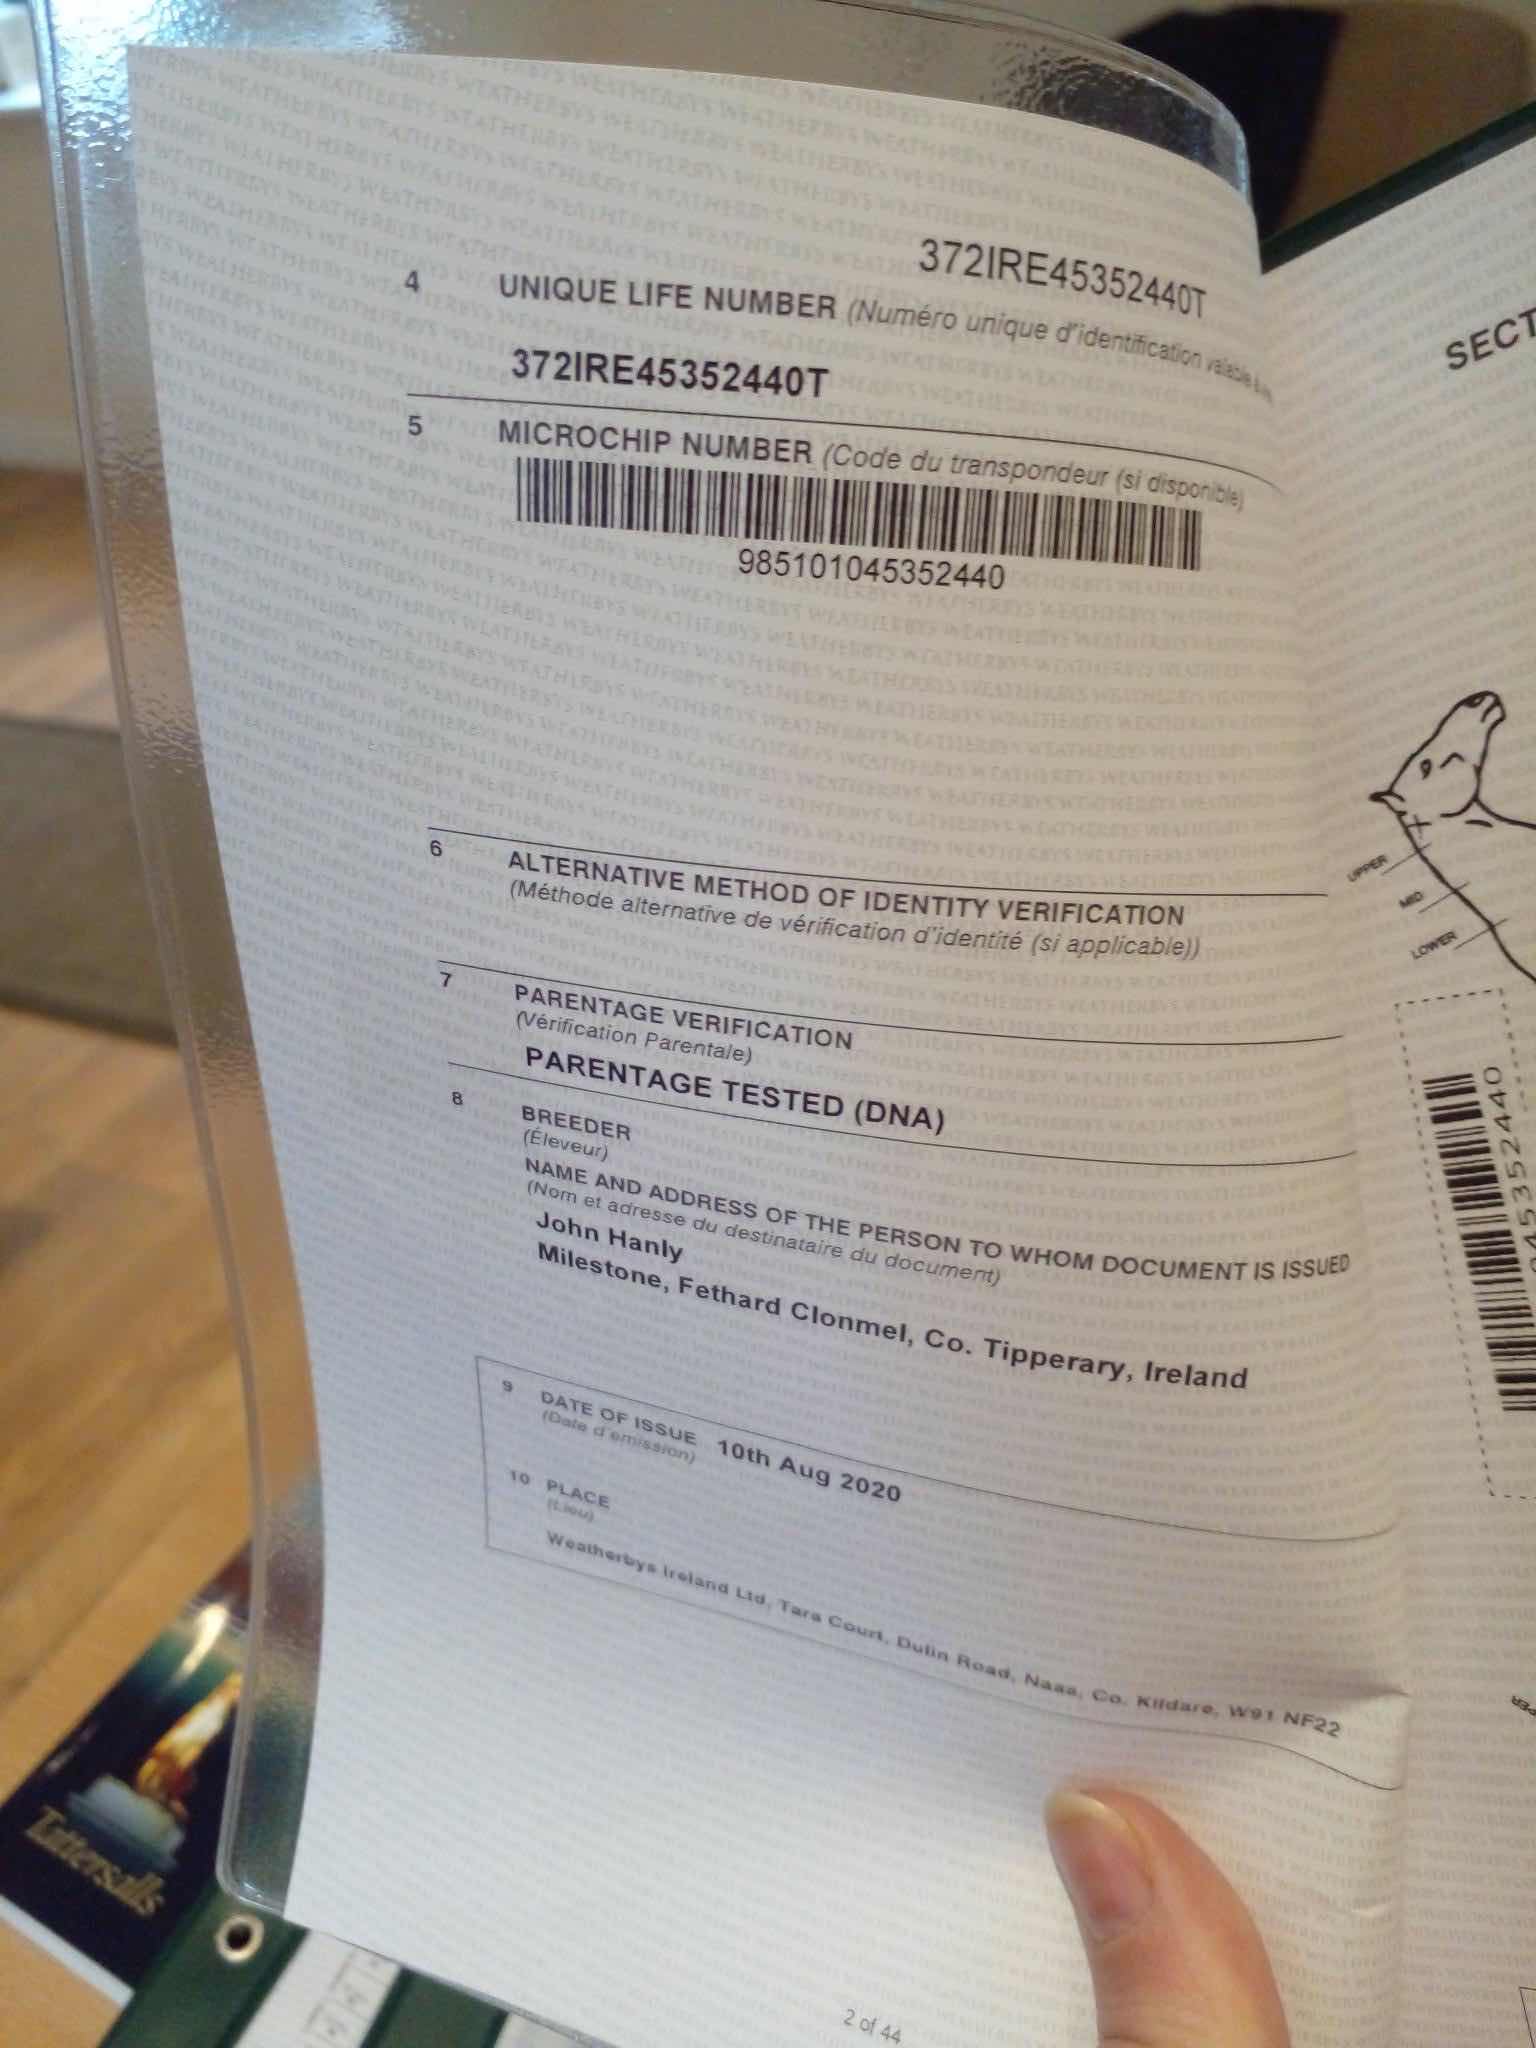 372IRE45352440T
4 UNIQUE LIFE NUMBER (Numéro unique d'identification valable
372IRE45352440T
5 MICROCHIP NUMBER (Code du transpondeur (si disponible)
985101045352440
6 ALTERNATIVE METHOD OF IDENTITY VERIFICATION
(Méthode alternative de vérification d'identité (si applicable))
7 PARENTAGE VERIFICATION
(Vérification Parentale)
PARENTAGE TESTED (DNA)
8 BREEDER
(Éleveur)
NAME AND ADDRESS OF THE PERSON TO WHOM DOCUMENT IS ISSUED
(Nom et adresse du destinataire du document)
John Hanly
Milestone, Fethard Clonmel, Co. Tipperary, Ireland
9 DATE OF ISSUE 10th Aug 2020
(Date d'emission)
10 PLACE
(Lieu)
Weatherbys Ireland Ltd, Tara Court, Dublin Road, Naas, Co. Kildare, W91 NF22
2 of 44
SECT
UPPER
MID
LOWER
045352440
Tattersalls